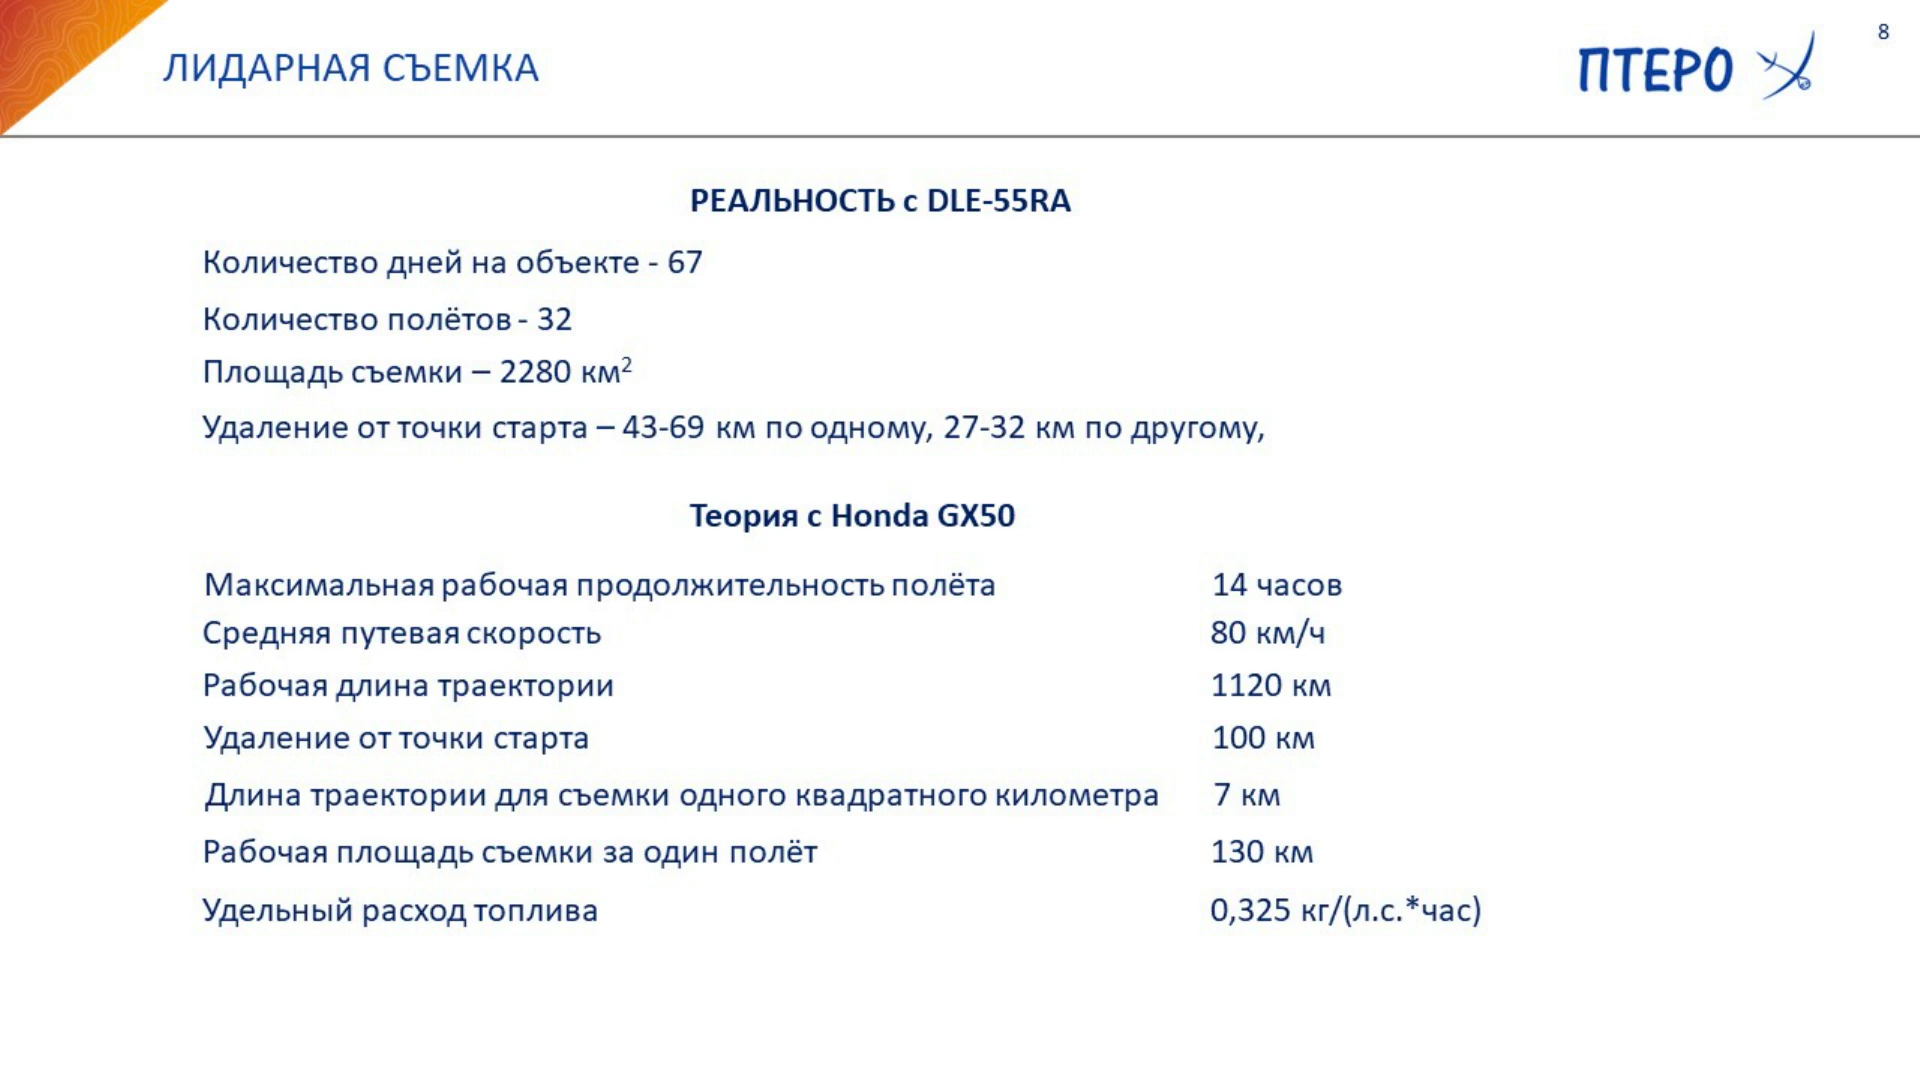 8
ЛИДАРНАЯ СЪЕМКА
ПТЕРО
РЕАЛЬНОСТЬ с DLE-55RA
Количество дней на объекте - 67
Количество полётов - 32
Площадь съемки – 2280 км²
Удаление от точки старта – 43-69 км по одному, 27-32 км по другому,
Теория с Honda GX50
Максимальная рабочая продолжительность полёта 14 часов
Средняя путевая скорость 80 км/ч
Рабочая длина траектории 1120 км
Удаление от точки старта 100 км
Длина траектории для съемки одного квадратного километра 7 км
Рабочая площадь съемки за один полёт 130 км
Удельный расход топлива 0,325 кг/(л.с.*час)